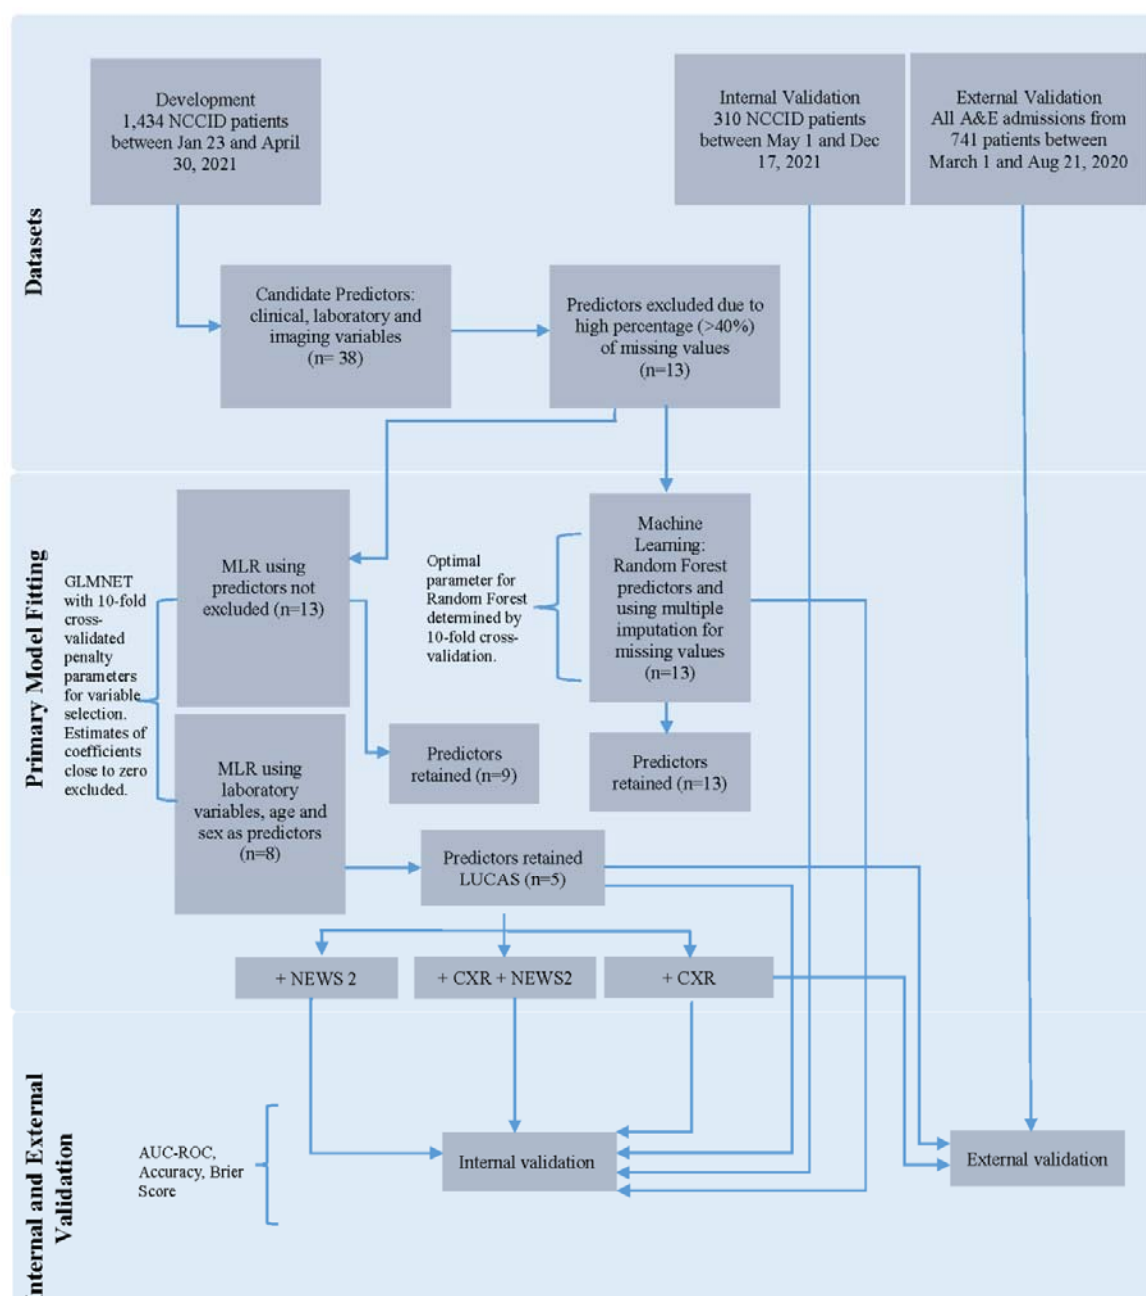 Datasets
Development
1,434 NCCID patients
between Jan 23 and April
30, 2021
Internal Validation
310 NCCID patients
between May 1 and Dec
17, 2021
External Validation
All A&E admissions from
741 patients between
March 1 and Aug 21, 2020
Candidate Predictors:
clinical, laboratory and
imaging variables
(n= 38)
Predictors excluded due to
high percentage (>40%)
of missing values
(n=13)
Primary Model Fitting
GLMNET
with 10-fold
cross-
validated
penalty
parameters
for variable
selection.
Estimates of
coefficients
close to zero
excluded.
MLR using
predictors not
excluded (n=13)
Optimal
parameter for
Random Forest
determined by
10-fold cross-
validation.
Machine
Learning:
Random Forest
predictors and
using multiple
imputation for
missing values
(n=13)
Predictors
retained (n=9)
Predictors
retained (n=13)
MLR using
laboratory
variables, age and
sex as predictors
(n=8)
Predictors retained
LUCAS (n=5)
+ NEWS 2
+ CXR + NEWS2
+ CXR
Internal and External
Validation
AUC-ROC,
Accuracy, Brier
Score
Internal validation
External validation